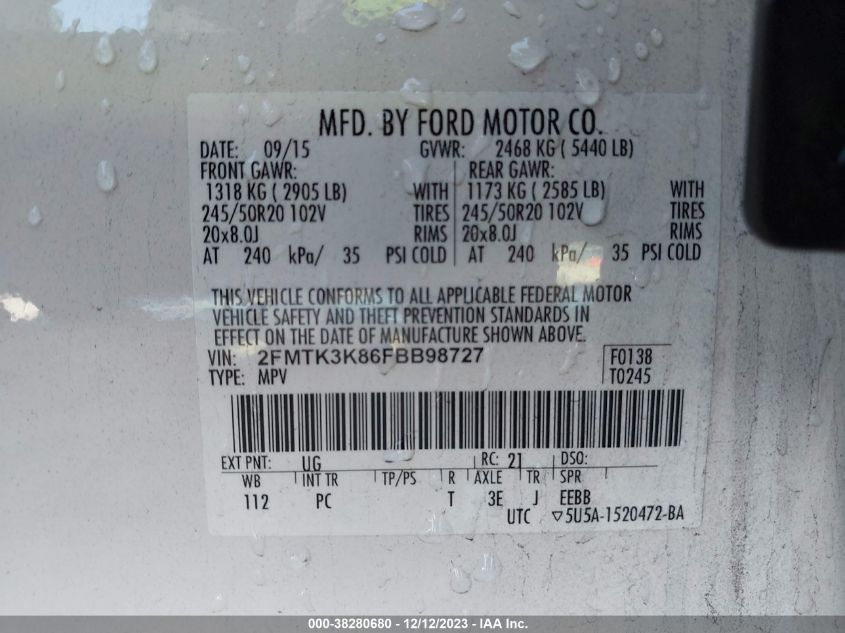 MFD. BY FORD MOTOR CO.
DATE: 09/15 GVWR: 2468 KG ( 5440 LB)
FRONT GAWR: REAR GAWR:
1318 KG ( 2905 LB) WITH 1173 KG ( 2585 LB) WITH
245/50R20 102V TIRES 245/50R20 102V TIRES
20x8.0J RIMS 20x8.0J RIMS
AT 240 kPa/ 35 PSI COLD AT 240 kPa/ 35 PSI COLD
THIS VEHICLE CONFORMS TO ALL APPLICABLE FEDERAL MOTOR
VEHICLE SAFETY AND THEFT PREVENTION STANDARDS IN
EFFECT ON THE DATE OF MANUFACTURE SHOWN ABOVE.
VIN: 2FMTK3K86FBB98727 F0138
TYPE: MPV T0245
EXT PNT: UG RC: 21 DSO:
WB INT TR TP/PS R AXLE TR SPR
112 PC T 3E J EEBB
UTC ▽5U5A-1520472-BA
000-38280680 - 12/12/2023 - IAA Inc.